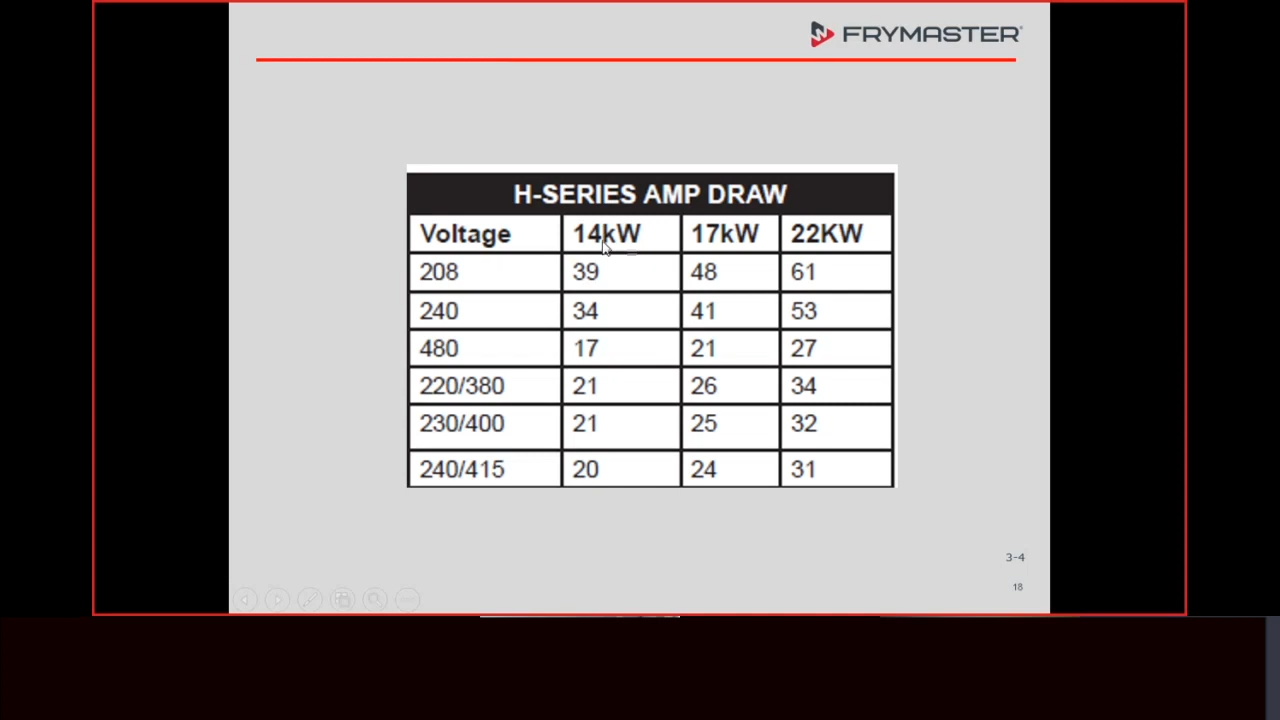 FRYMASTER
H-SERIES AMP DRAW
Voltage 14kW 17kW 22KW
208 39 48 61
240 34 41 53
480 17 21 27
220/380 21 26 34
230/400 21 25 32
240/415 20 24 31
3-4
18